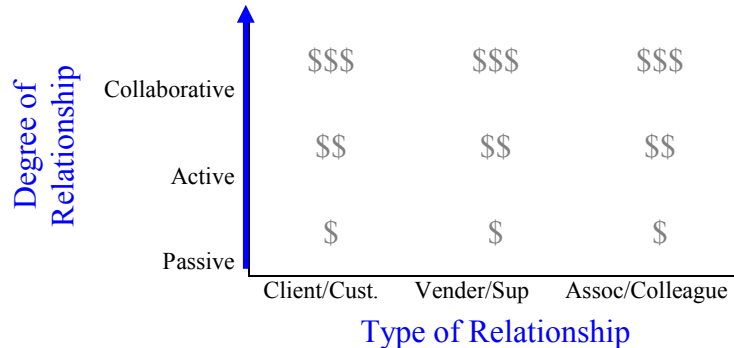 $$$ $$$ $$$
Collaborative
$$ $$ $$
Active
$ $ $
Passive
Degree of
Relationship
Client/Cust. Vender/Sup Assoc/Colleague
Type of Relationship